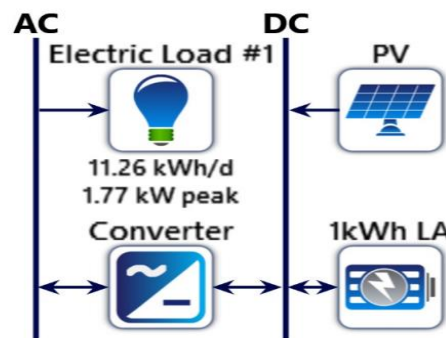 AC DC
Electric Load #1 PV
11.26 kWh/d
1.77 kW peak
Converter 1kWh LA